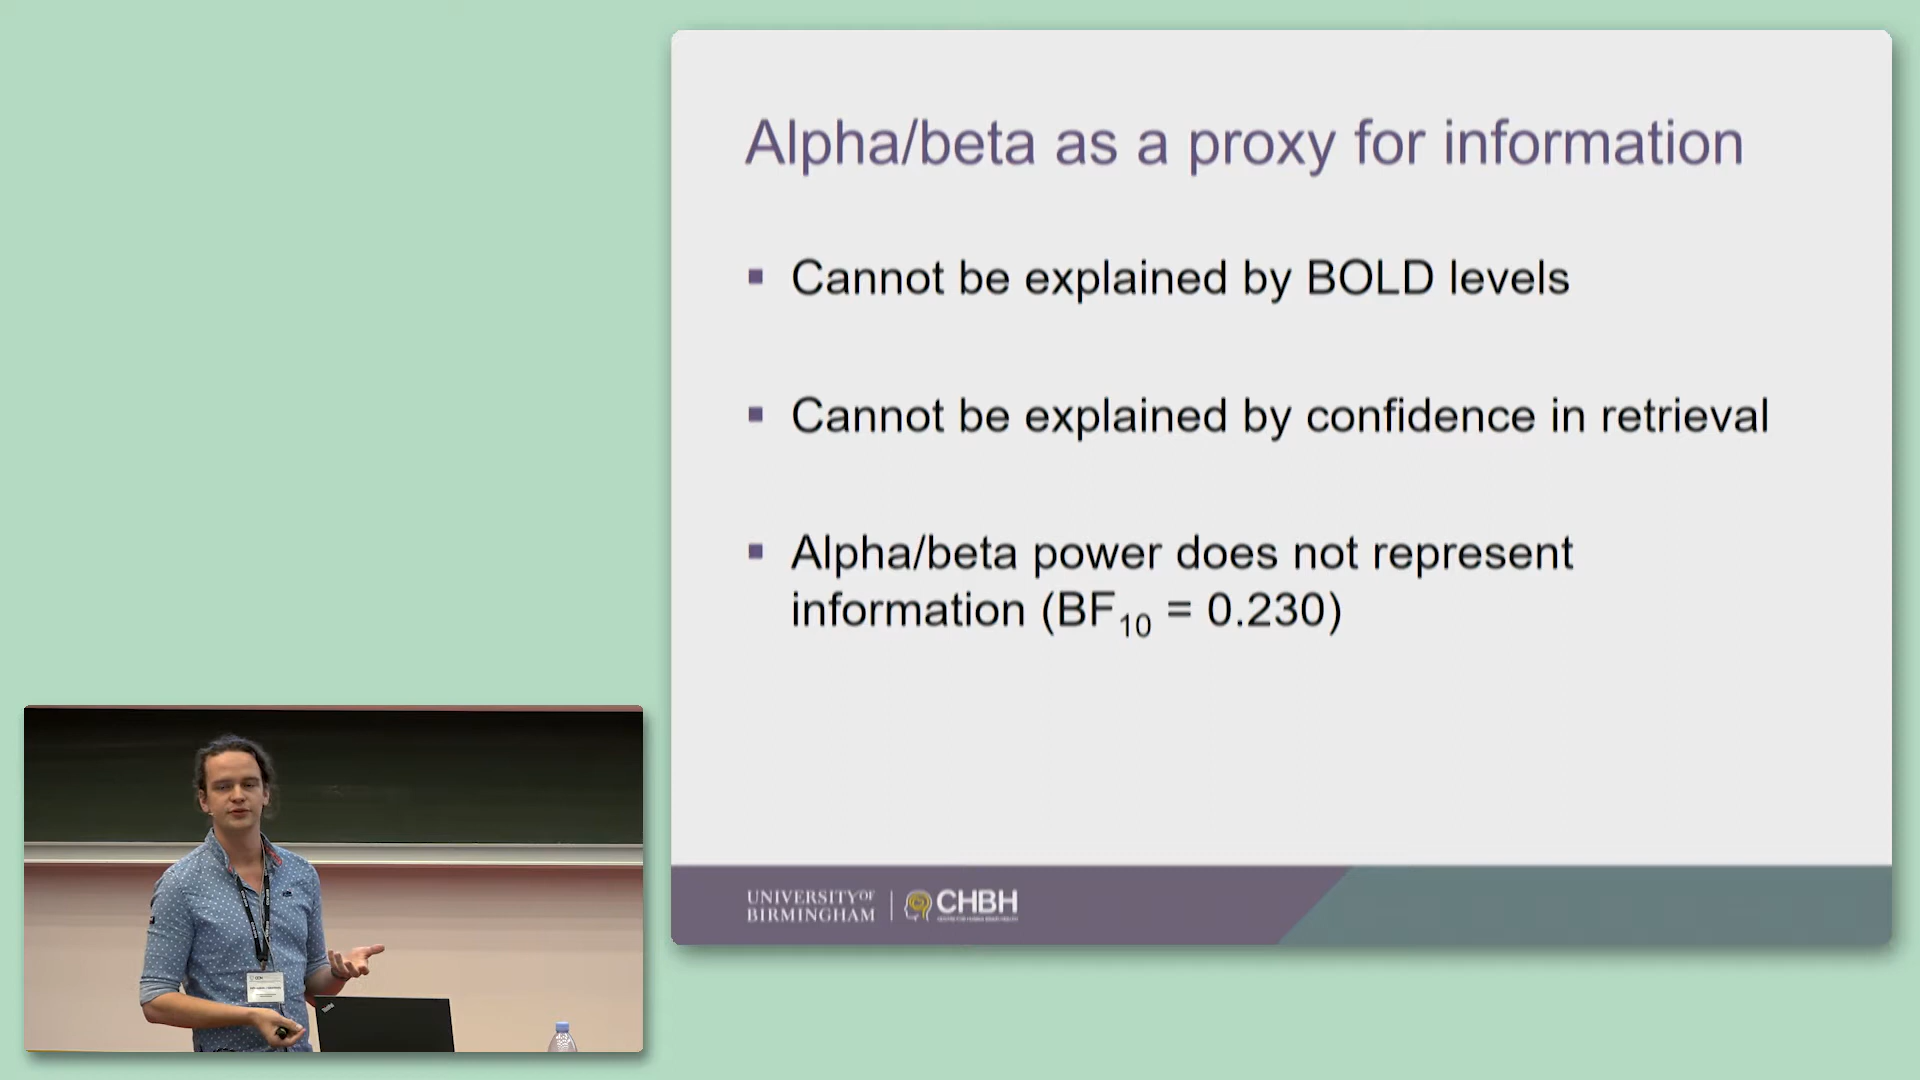 Alpha/beta as a proxy for information
▪ Cannot be explained by BOLD levels
▪ Cannot be explained by confidence in retrieval
▪ Alpha/beta power does not represent
information (BF₁₀ = 0.230)
UNIVERSITY OF
BIRMINGHAM
CHBH